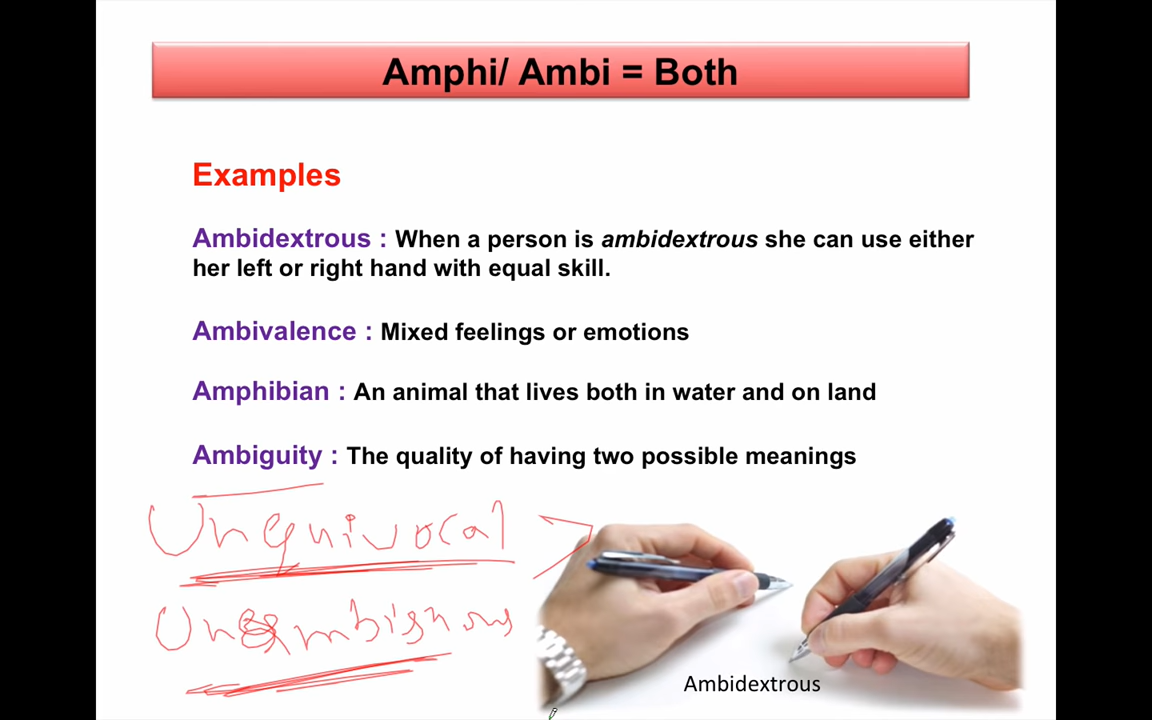 Amphi/ Ambi = Both
Examples
Ambidextrous : When a person is ambidextrous she can use either
her left or right hand with equal skill.
Ambivalence : Mixed feelings or emotions
Amphibian : An animal that lives both in water and on land
Ambiguity : The quality of having two possible meanings
Unequivocal
Unambiguous
Ambidextrous